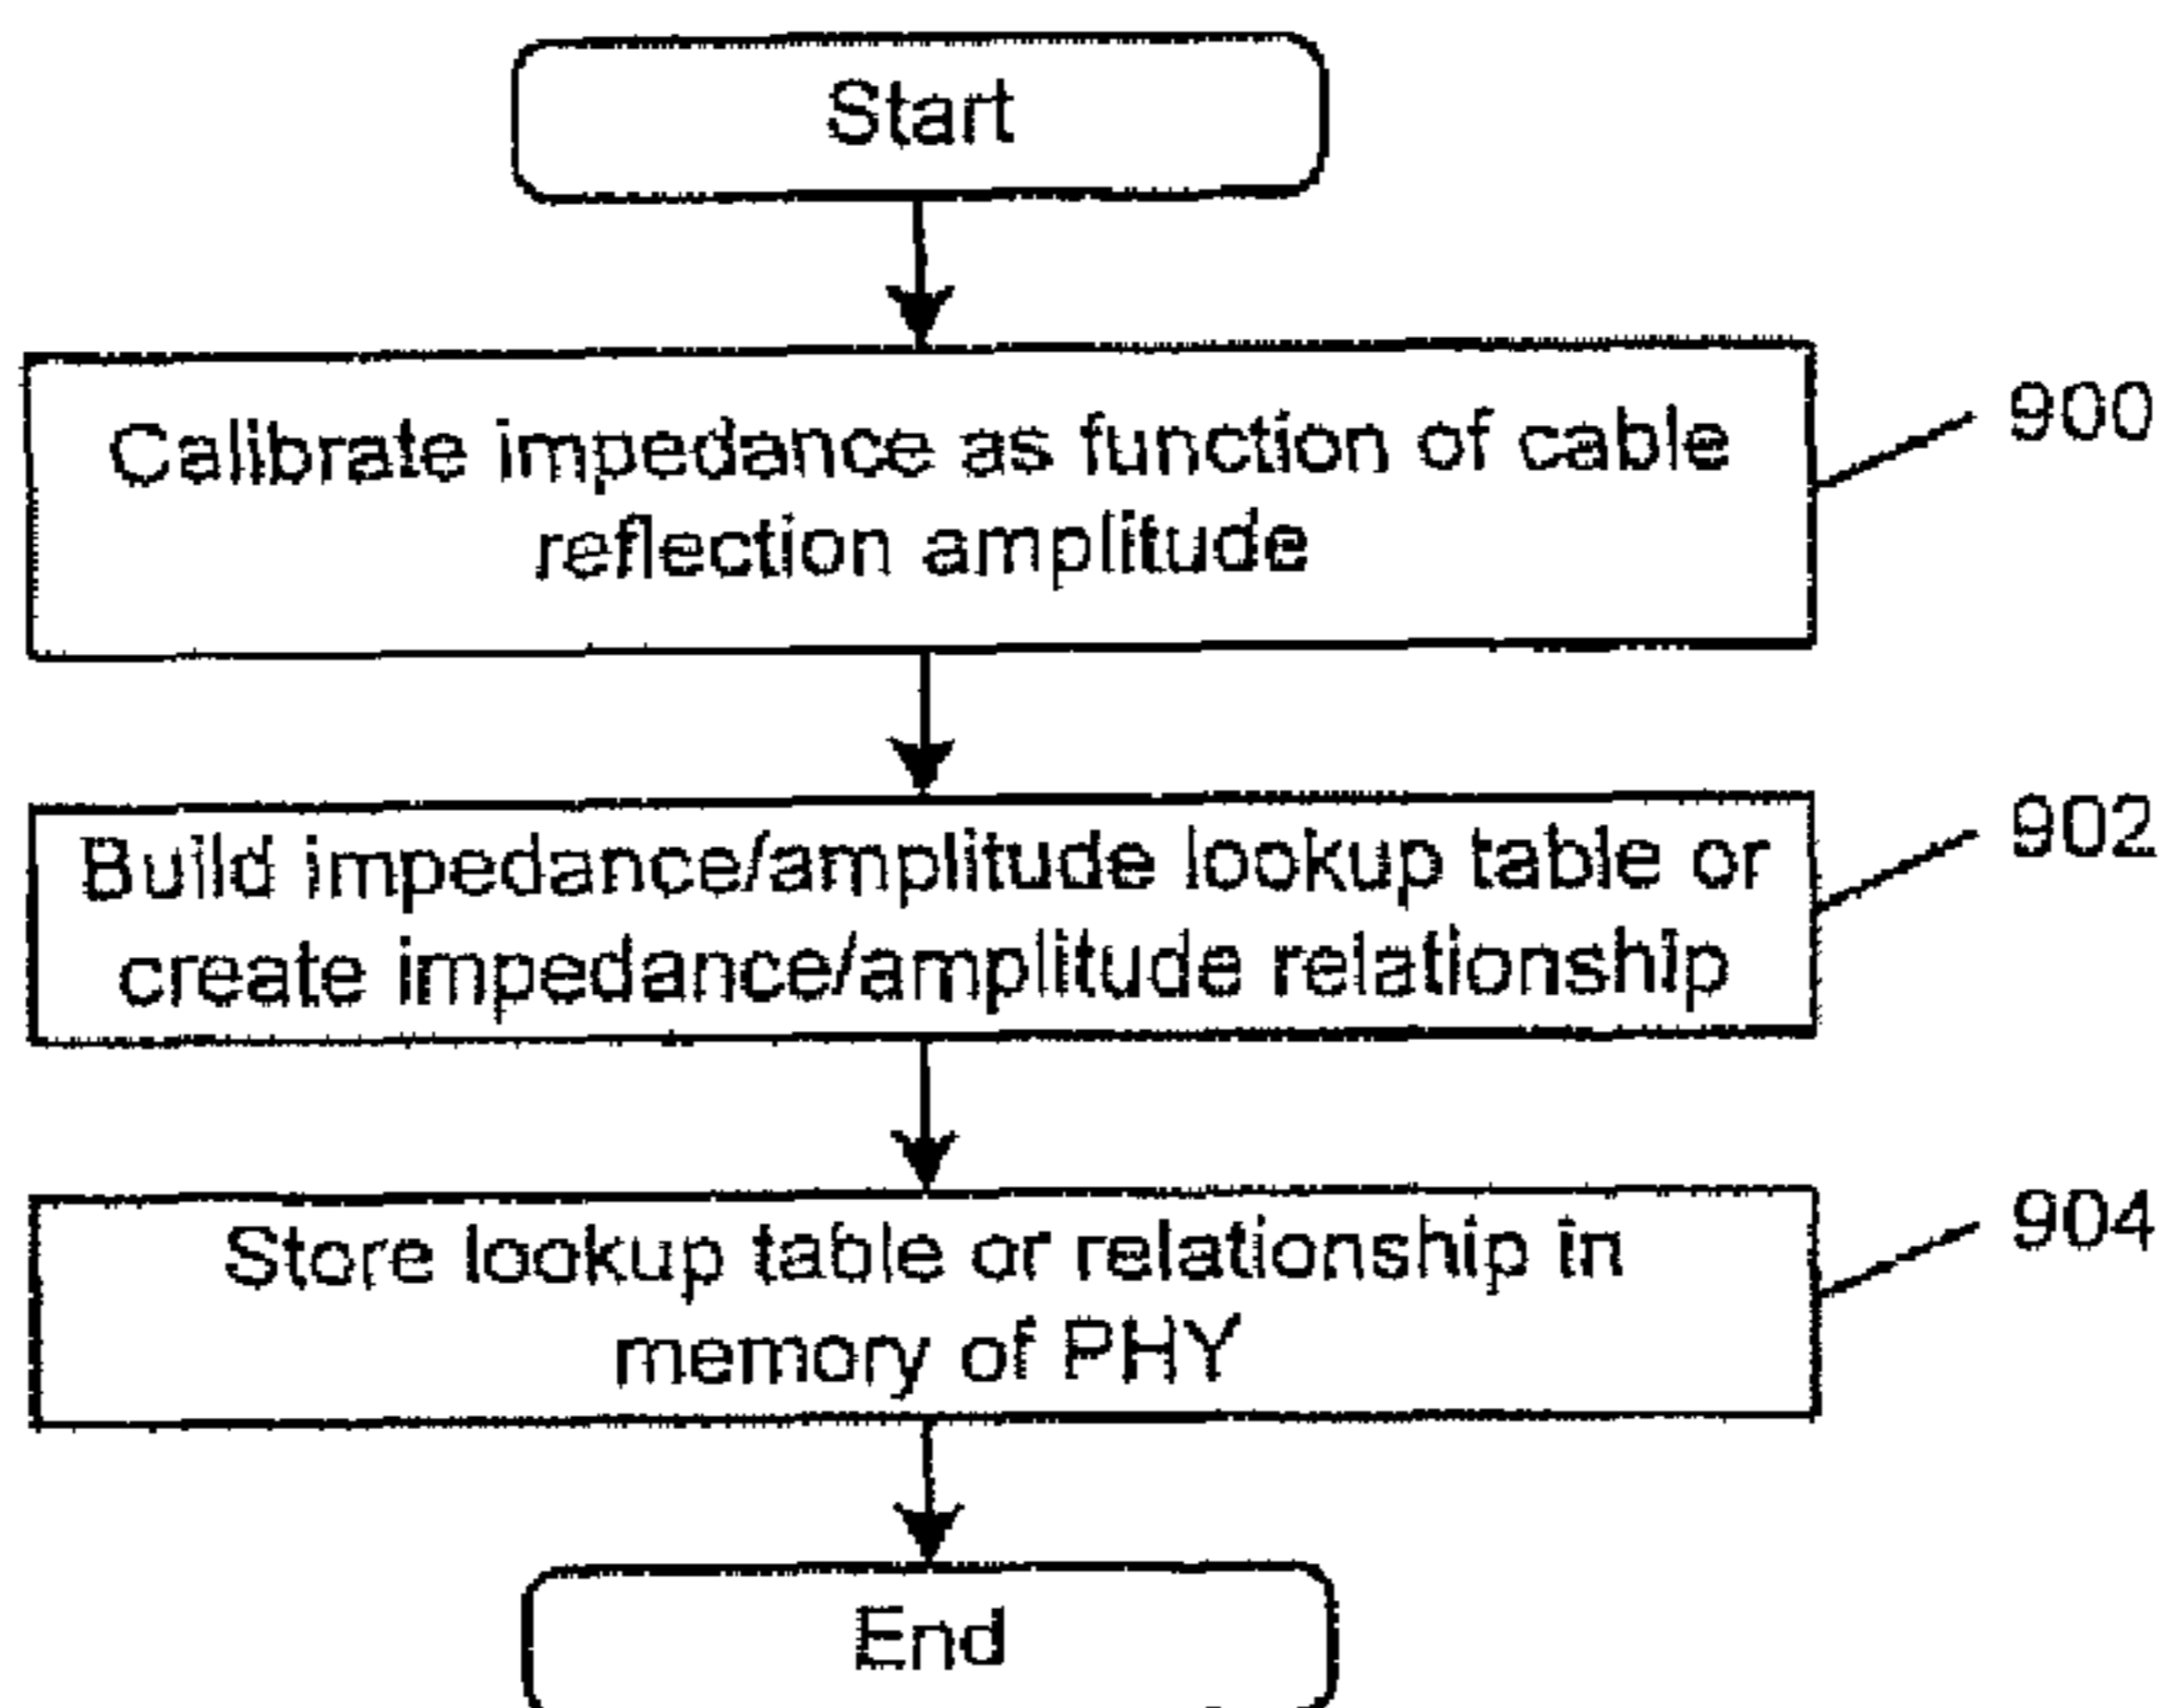 Start
Calibrate impedance as function of cable
reflection amplitude
900
Build impedance/amplitude lookup table or
create impedance/amplitude relationship
902
Store lookup table or relationship in
memory of PHY
904
End